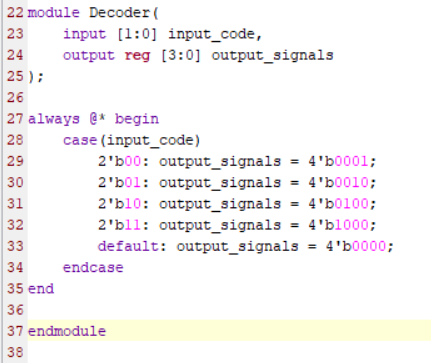 22 module Decoder(
23     input [1:0] input_code,
24     output reg [3:0] output_signals
25 );
26
27 always @* begin
28     case(input_code)
29         2'b00: output_signals = 4'b0001;
30         2'b01: output_signals = 4'b0010;
31         2'b10: output_signals = 4'b0100;
32         2'b11: output_signals = 4'b1000;
33         default: output_signals = 4'b0000;
34     endcase
35 end
36
37 endmodule
38